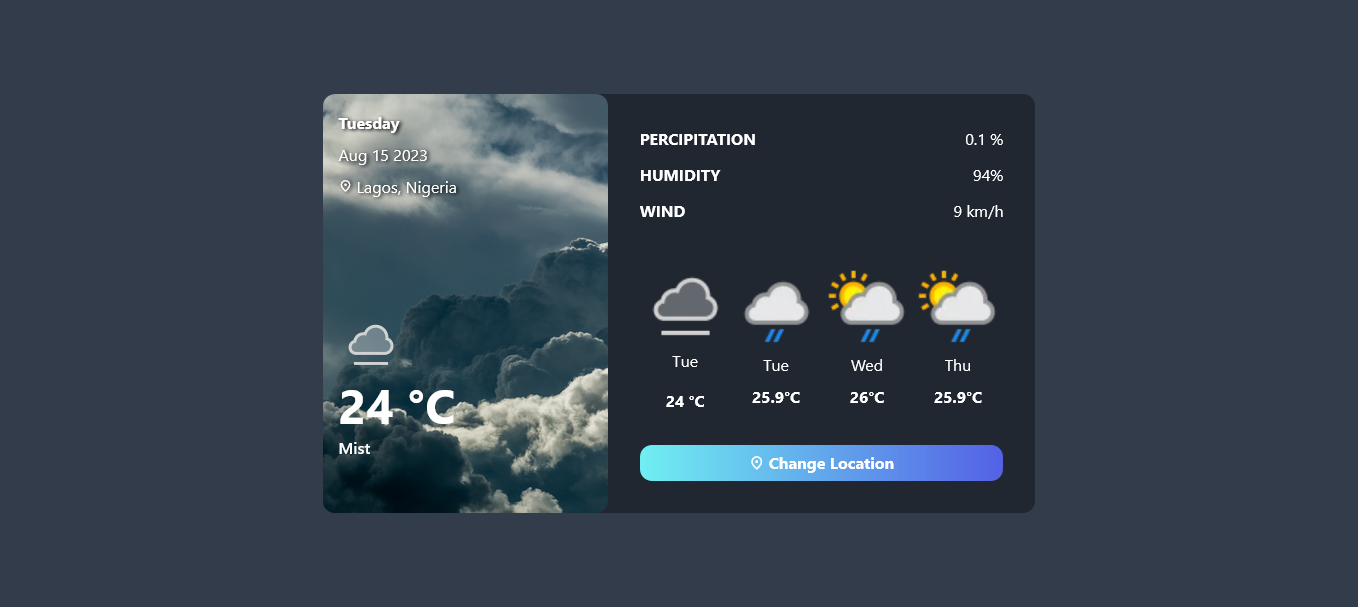 Tuesday
Aug 15 2023
Lagos, Nigeria
24 °C
Mist
PERCIPITATION 0.1 %
HUMIDITY 94%
WIND 9 km/h
Tue Tue Wed Thu
24 °C 25.9°C 26°C 25.9°C
Change Location